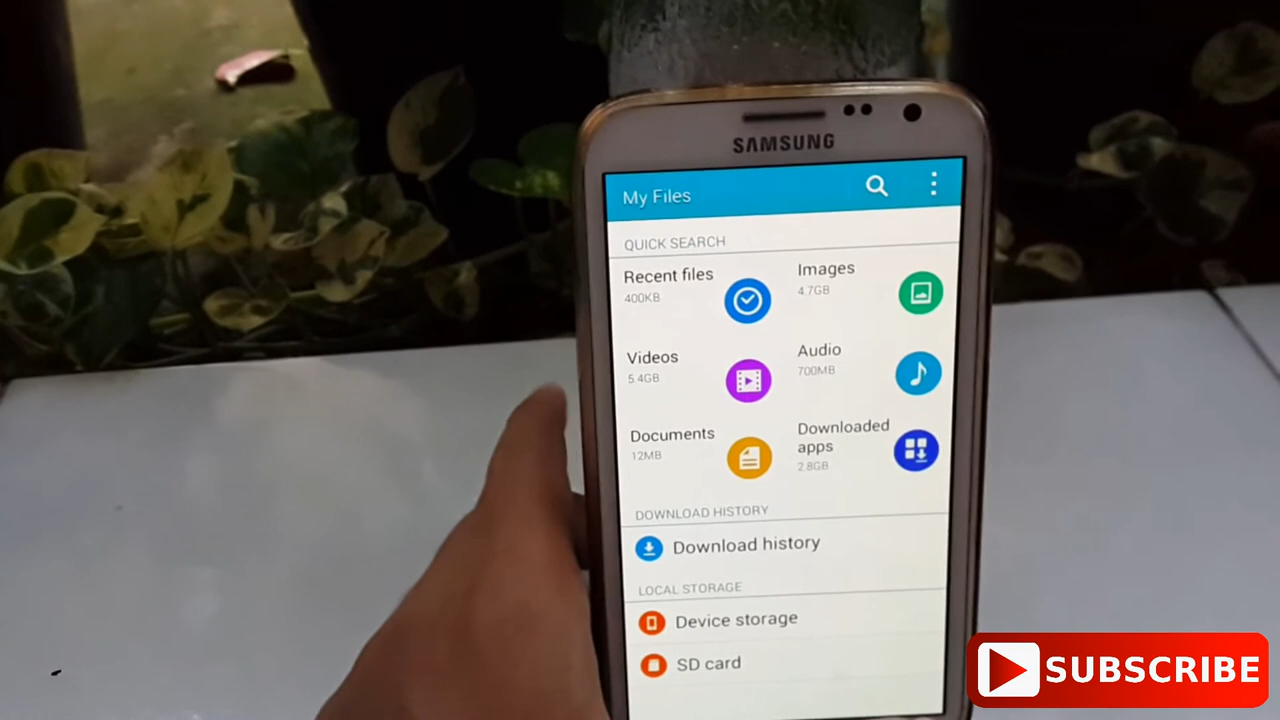 SAMSUNG
My Files
QUICK SEARCH
Recent files
400KB
Images
4.7GB
Videos
5.4GB
Audio
700MB
Documents
12MB
Downloaded
apps
2.8GB
DOWNLOAD HISTORY
Download history
LOCAL STORAGE
Device storage
SD card
SUBSCRIBE